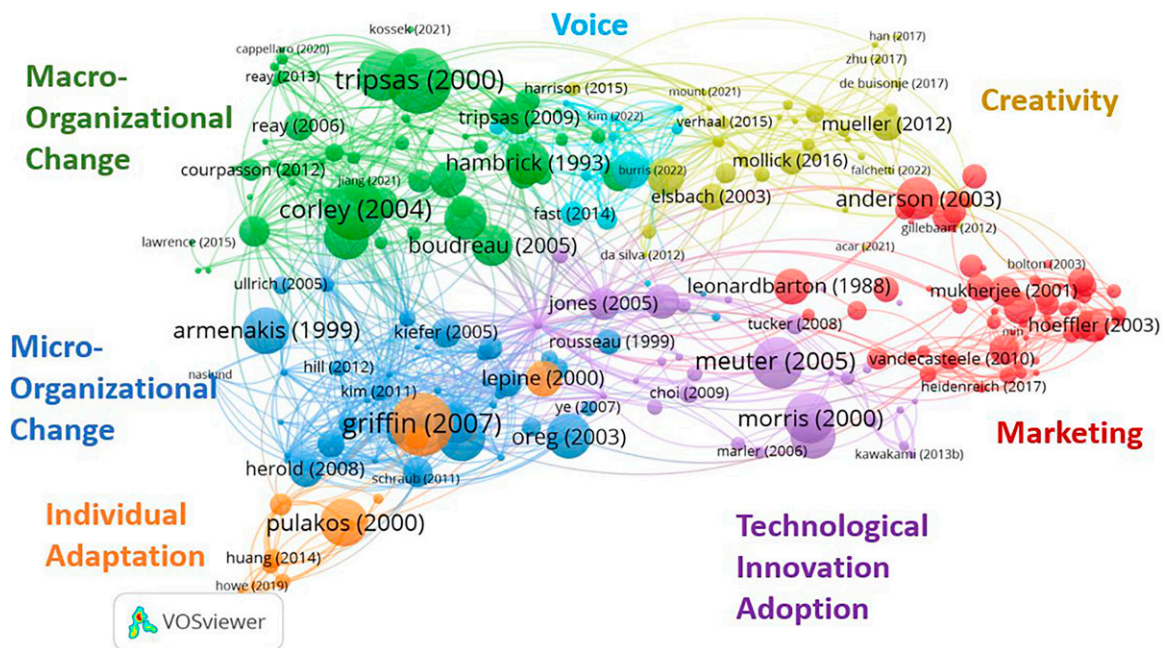 Voice
kossek (2021)
han (2017)
cappellaro (2020)
zhu (2017)
Macro-
Organizational
Change
reay (2013)
tripsas (2000)
harrison (2015)
mount (2021)
de buisonje (2017)
Creativity
reay (2006)
tripsas (2009)
kim (2022)
verhaal (2015)
mueller (2012)
courpasson (2012)
hambrick (1993)
burris (2022)
mollick (2016)
falchetti (2022)
jiang (2021)
elsbach (2003)
anderson (2003)
corley (2004)
fast (2014)
gillebaart (2012)
lawrence (2015)
boudreau (2005)
da silva (2012)
acar (2021)
bolton (2003)
ullrich (2005)
leonardbarton (1988)
mukherjee (2001)
jones (2005)
armenakis (1999)
kiefer (2005)
tucker (2008)
min
hoeffler (2003)
rousseau (1999)
Micro-
Organizational
Change
naslund
hill (2012)
meuter (2005)
vandecasteele (2010)
lepine (2000)
kim (2011)
choi (2009)
heidenreich (2017)
ye (2007)
griffin (2007)
oreg (2003)
morris (2000)
Marketing
marler (2006)
kawakami (2013b)
herold (2008)
schraub (2011)
Individual
Adaptation
pulakos (2000)
Technological
Innovation
Adoption
huang (2014)
howe (2019)
VOSviewer